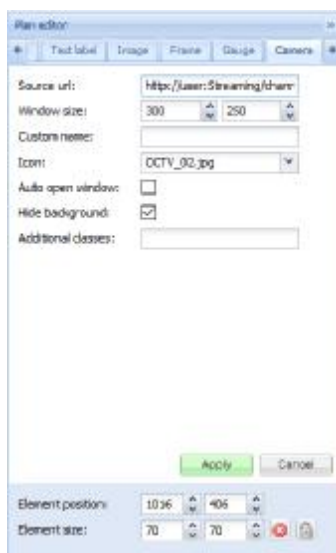 Plan editor
Text label Image Frame Gauge Camera
Source url: http://user:Streaming/chann
Window size: 300 250
Custom name:
Icon: CCTV_02.jpg
Auto open window:
Hide background:
Additional classes:
Apply Cancel
Element position: 1016 406
Element size: 70 70